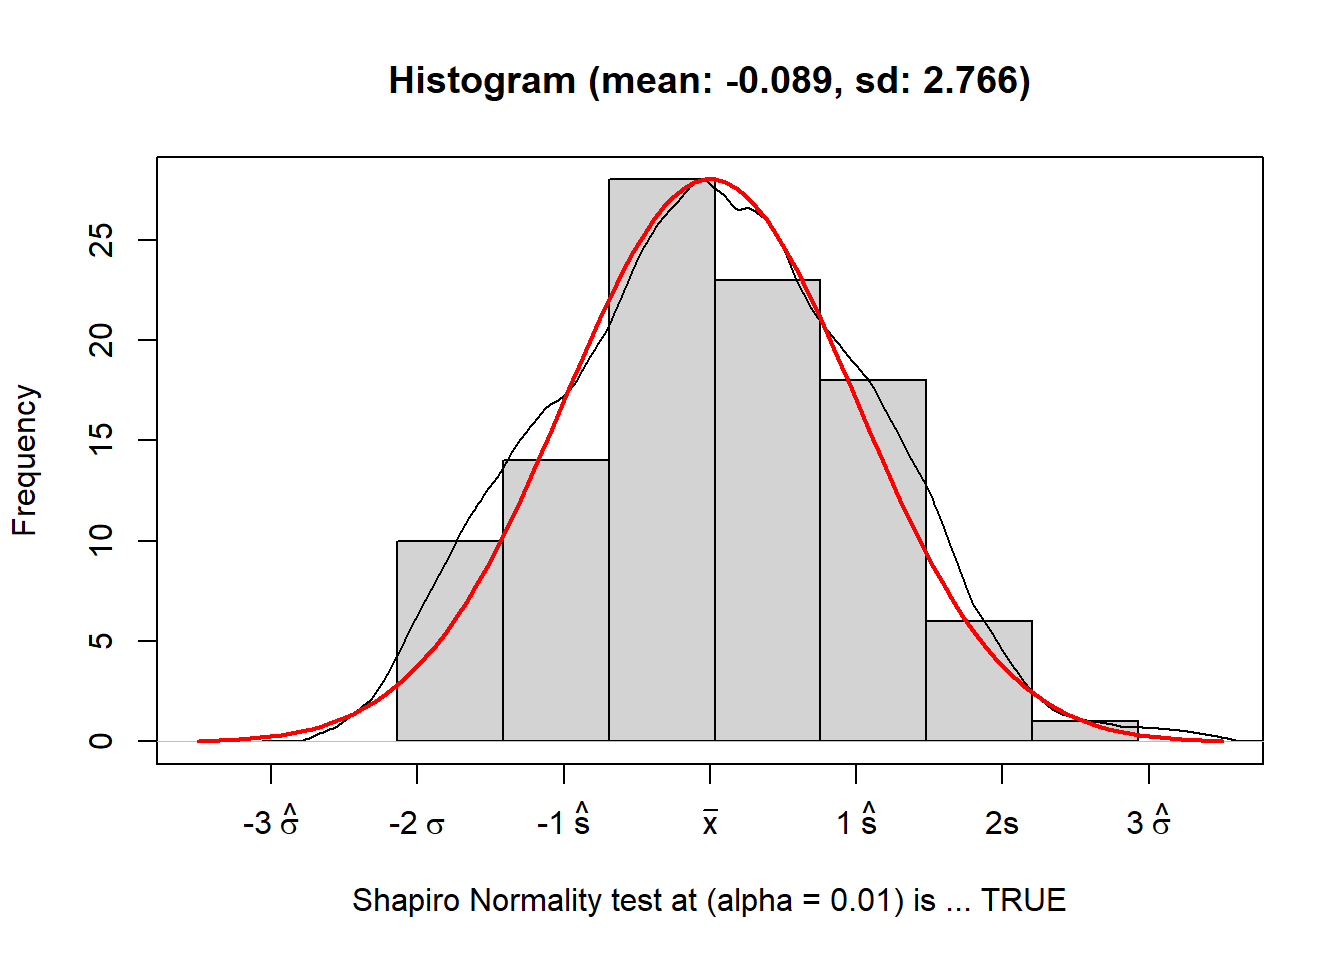 Histogram (mean: -0.089, sd: 2.766)
Frequency
25
20
15
10
5
0
-3 σ̂ -2 σ -1 ŝ x̅ 1 ŝ 2s 3 σ̂
Shapiro Normality test at (alpha = 0.01) is ... TRUE